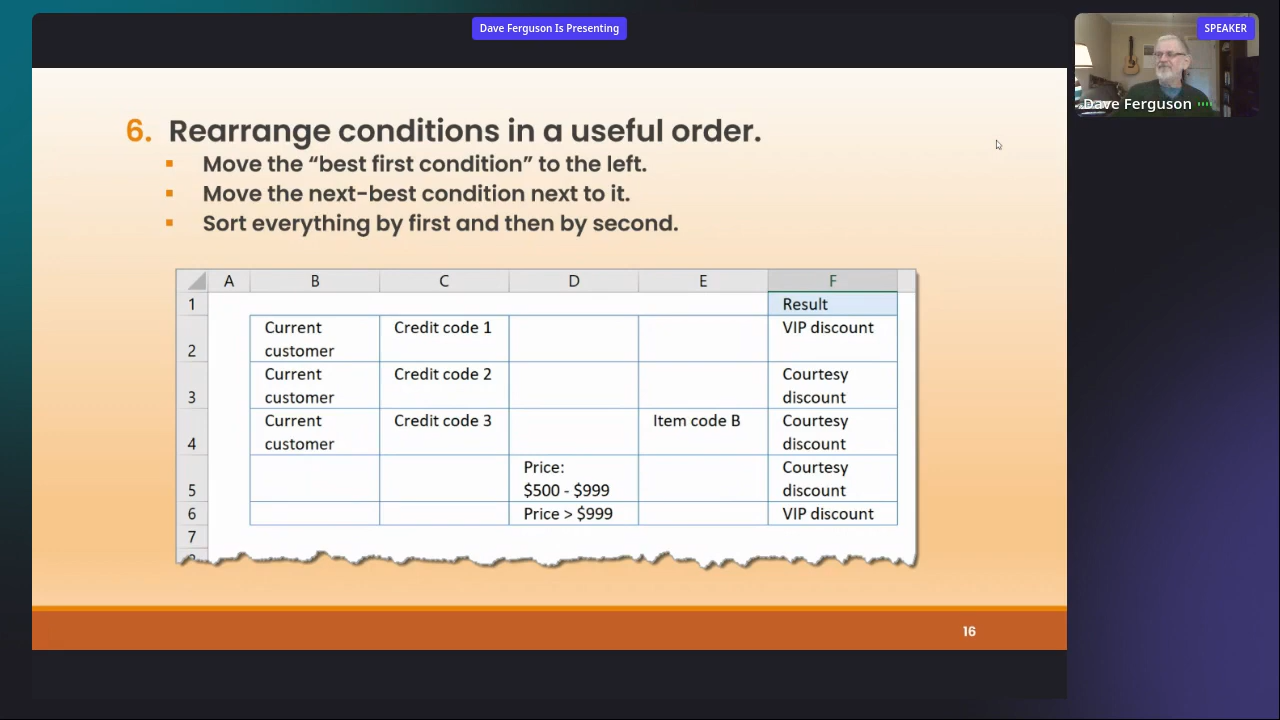 Dave Ferguson Is Presenting
SPEAKER
Dave Ferguson
6. Rearrange conditions in a useful order.
▪ Move the “best first condition” to the left.
▪ Move the next-best condition next to it.
▪ Sort everything by first and then by second.
A B C D E F
1 Result
2 Current customer Credit code 1 VIP discount
3 Current customer Credit code 2 Courtesy discount
4 Current customer Credit code 3 Item code B Courtesy discount
5 Price: $500 - $999 Courtesy discount
6 Price > $999 VIP discount
7
16